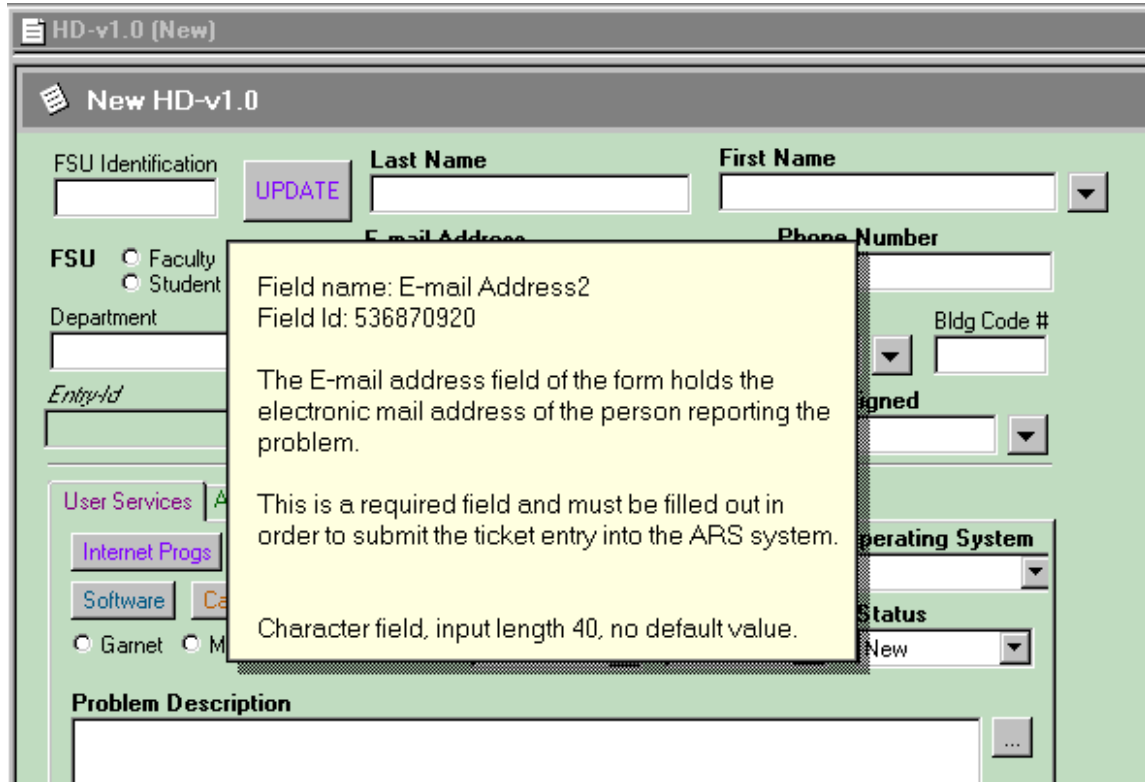 HD-v1.0 (New)
New HD-v1.0
FSU Identification
UPDATE
Last Name
First Name
E-mail Address
Phone Number
FSU
Faculty
Student
Department
Bldg Code #
Entry-Id
igned
Field name: E-mail Address2
Field Id: 536870920
The E-mail address field of the form holds the
electronic mail address of the person reporting the
problem.
This is a required field and must be filled out in
order to submit the ticket entry into the ARS system.
Character field, input length 40, no default value.
User Services A
Internet Progs
perating System
Software Ca
Status
Garnet M
New
Problem Description
...